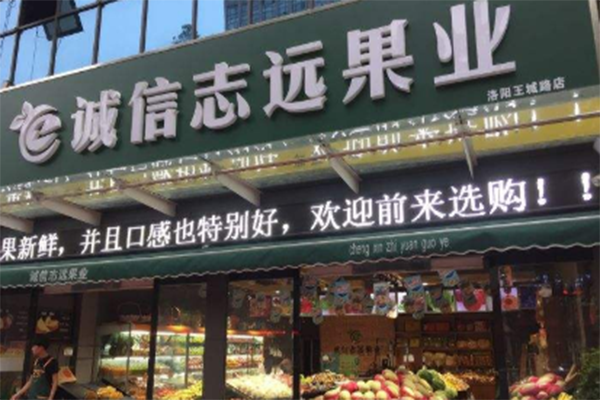 诚信志远果业
洛阳王城路店
果新鲜，并且口感也特别好，欢迎前来选购！！
cheng xin zhi yuan guo ye
诚信志远果业